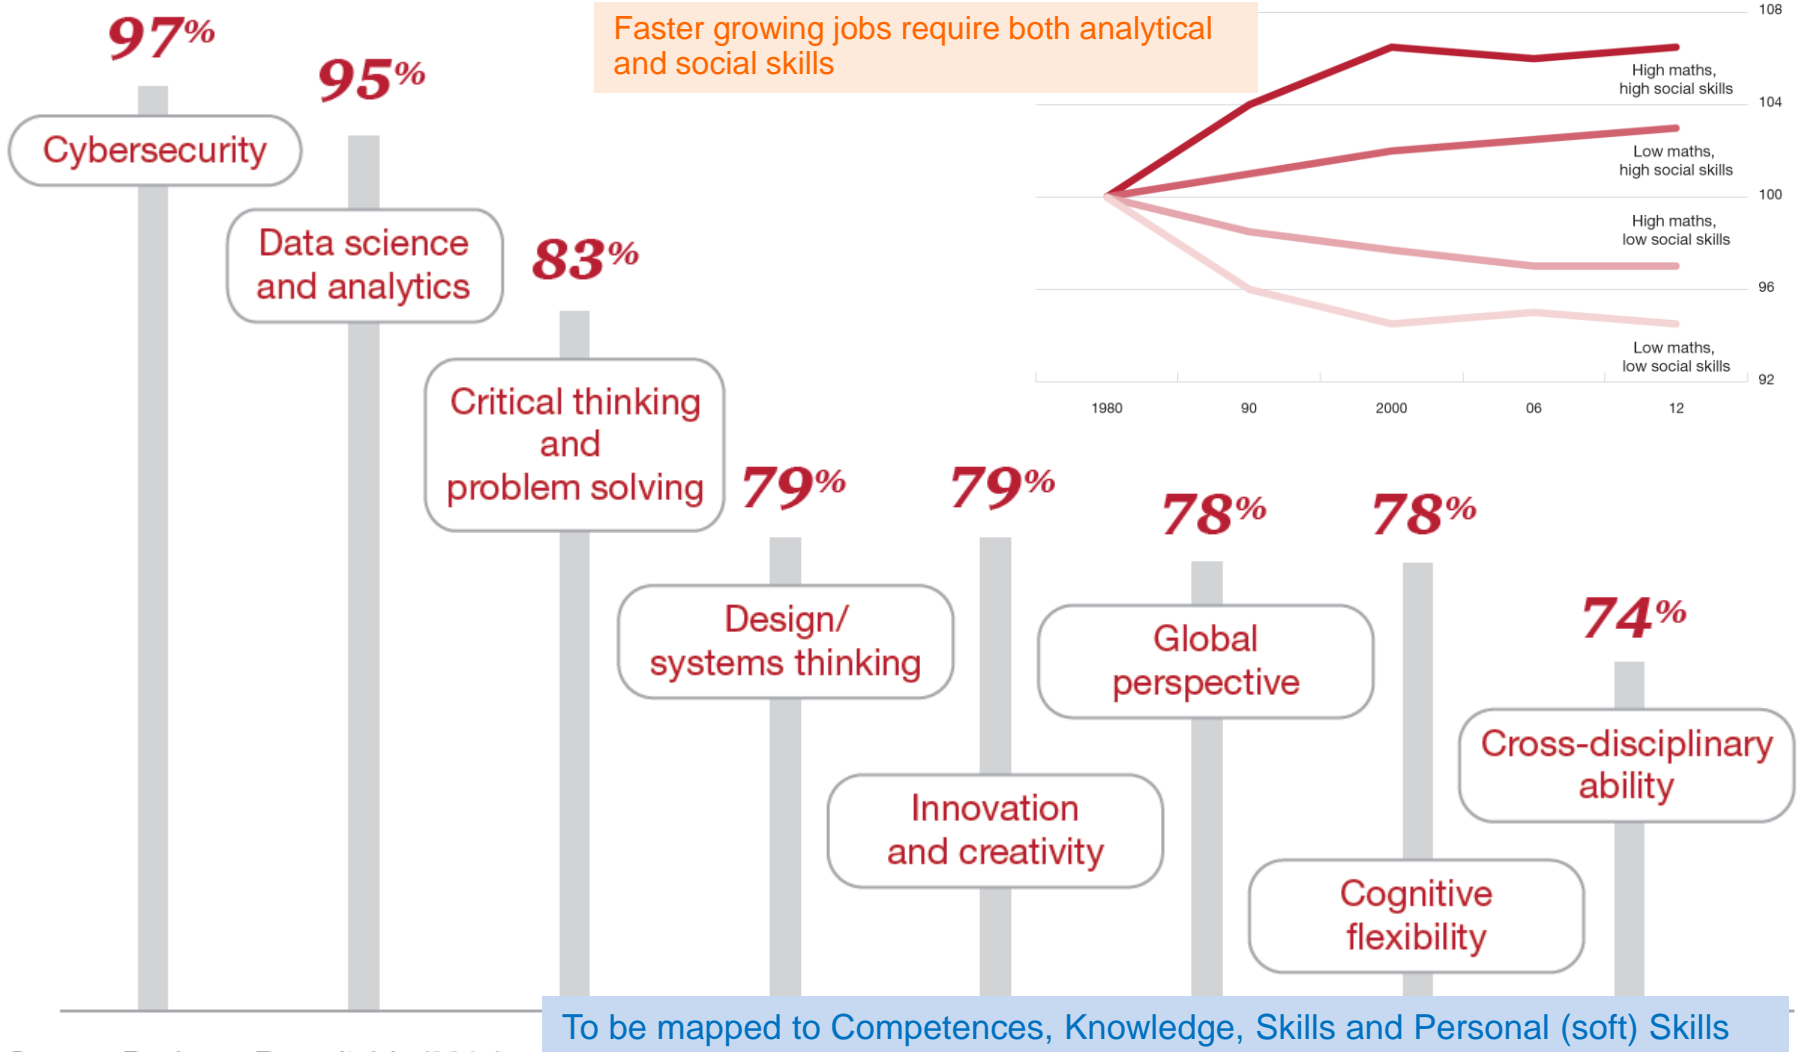 97%
Cybersecurity
95%
Data science
and analytics
83%
Critical thinking
and
problem solving
79%
Design/
systems thinking
79%
Innovation
and creativity
78%
Global
perspective
78%
Cognitive
flexibility
74%
Cross-disciplinary
ability
Faster growing jobs require both analytical
and social skills
108
104
100
96
92
High maths,
high social skills
Low maths,
high social skills
High maths,
low social skills
Low maths,
low social skills
1980
90
2000
06
12
To be mapped to Competences, Knowledge, Skills and Personal (soft) Skills